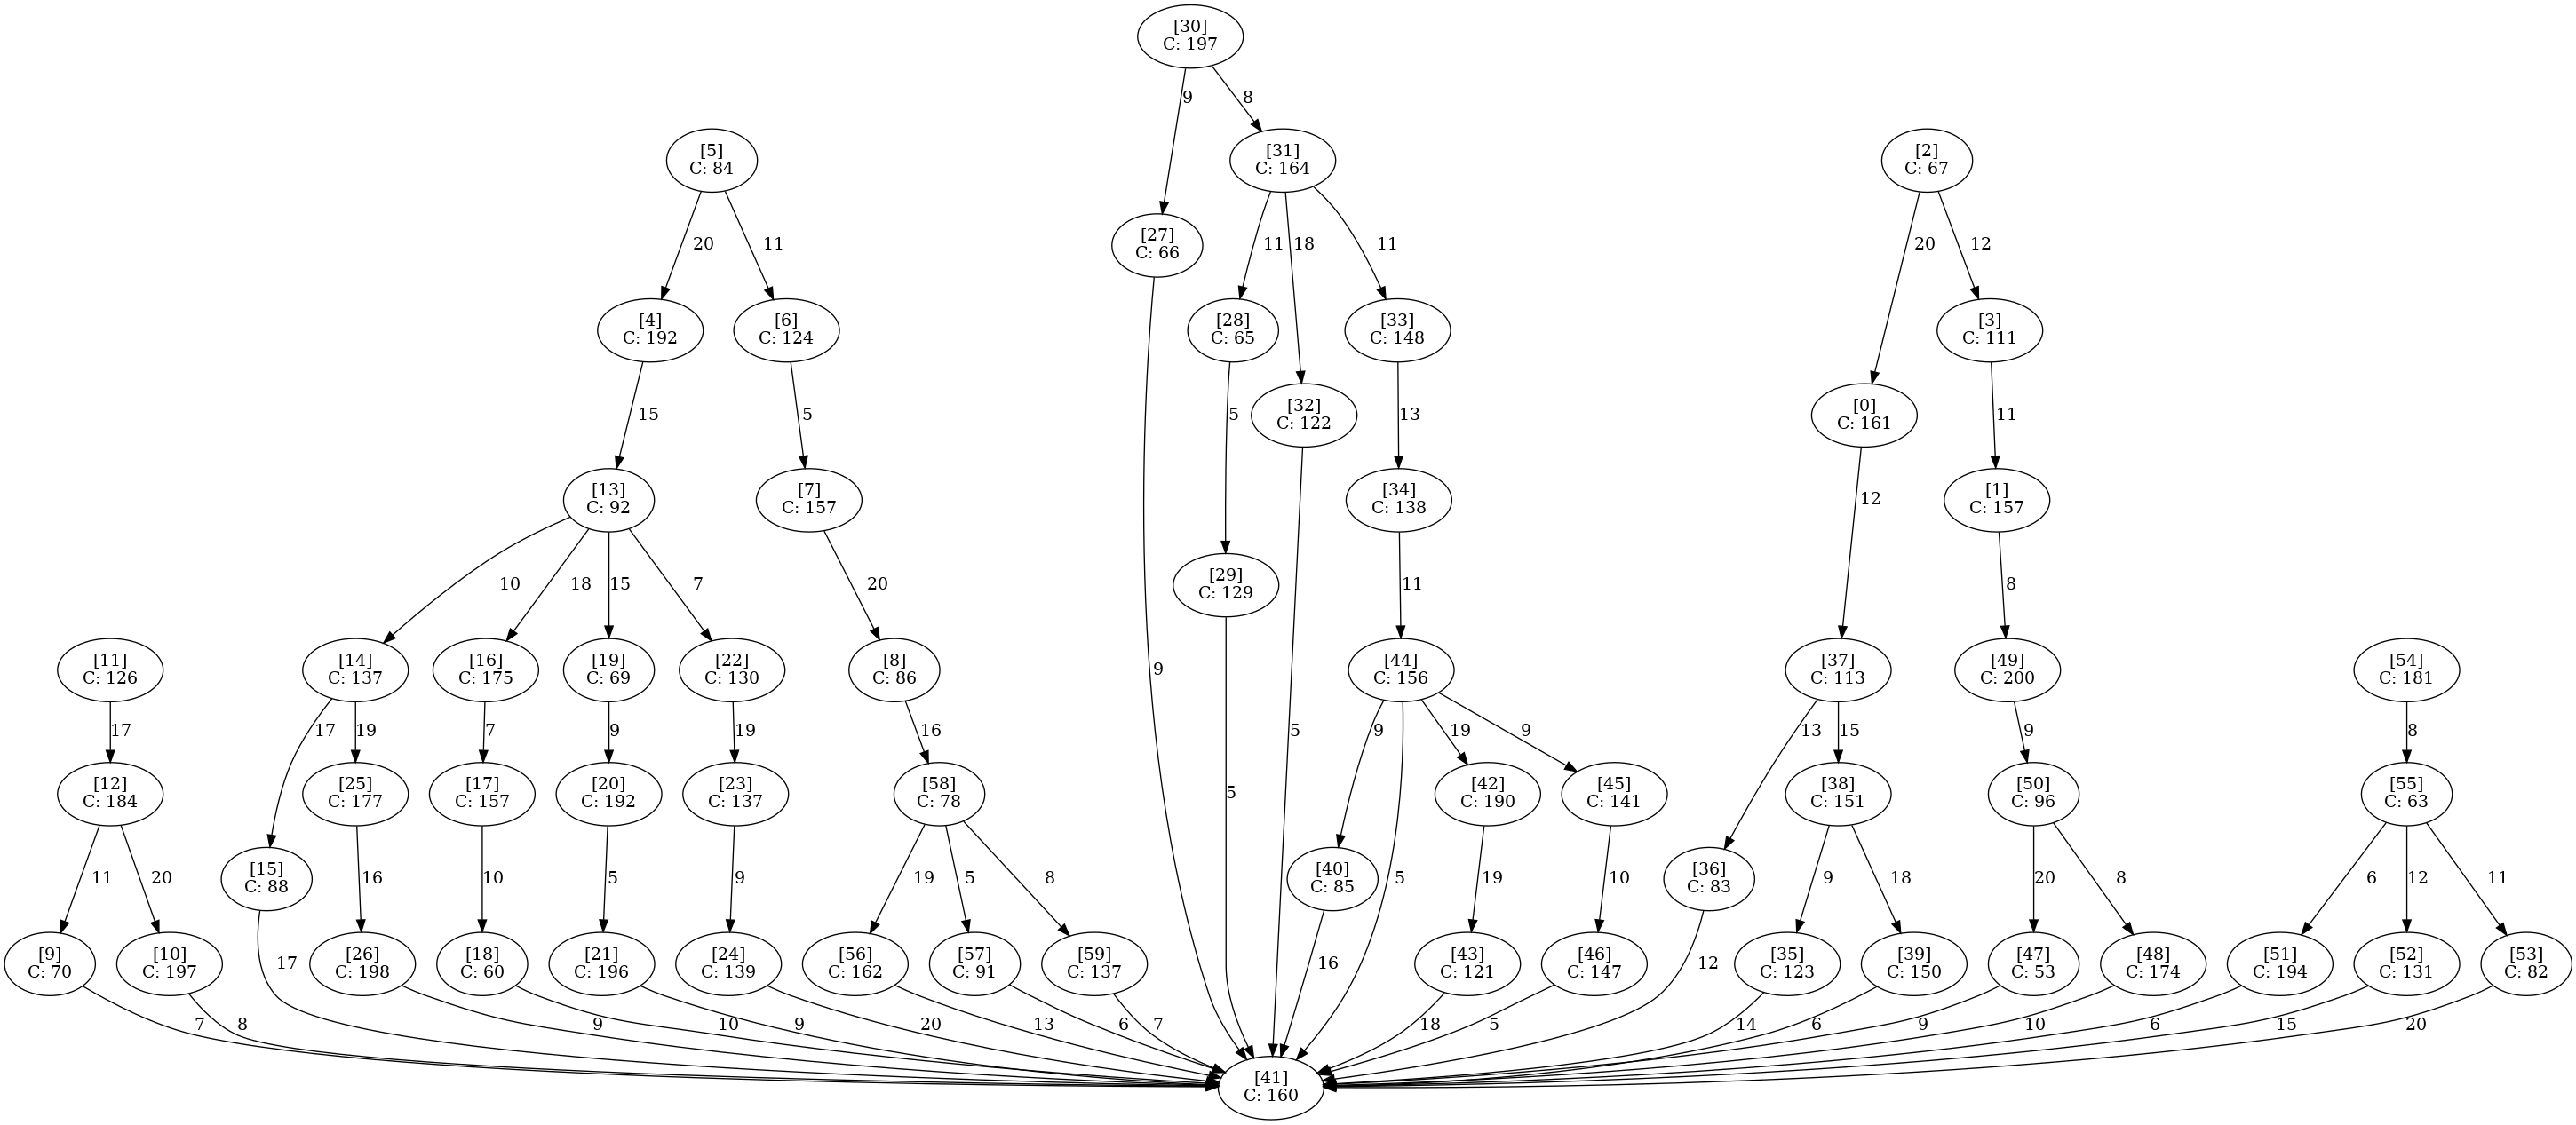 [30]
C: 197
9
8
[5]
C: 84
[31]
C: 164
[2]
C: 67
20
11
[27]
C: 66
11
18
11
20
12
[4]
C: 192
[6]
C: 124
[28]
C: 65
[33]
C: 148
[3]
C: 111
15
5
5
[32]
C: 122
13
[0]
C: 161
11
[13]
C: 92
[7]
C: 157
[34]
C: 138
12
[1]
C: 157
10
18
15
7
20
[29]
C: 129
11
8
[11]
C: 126
[14]
C: 137
[16]
C: 175
[19]
C: 69
[22]
C: 130
[8]
C: 86
9
[44]
C: 156
[37]
C: 113
[49]
C: 200
[54]
C: 181
17
17
19
7
9
19
16
5
9
19
9
13
15
9
8
[12]
C: 184
[25]
C: 177
[17]
C: 157
[20]
C: 192
[23]
C: 137
[58]
C: 78
5
[42]
C: 190
[45]
C: 141
[38]
C: 151
[50]
C: 96
[55]
C: 63
11
20
[15]
C: 88
16
10
5
9
19
5
8
[40]
C: 85
5
19
10
[36]
C: 83
9
18
20
8
6
12
11
[9]
C: 70
[10]
C: 197
17
[26]
C: 198
[18]
C: 60
[21]
C: 196
[24]
C: 139
[56]
C: 162
[57]
C: 91
[59]
C: 137
16
[43]
C: 121
[46]
C: 147
12
[35]
C: 123
[39]
C: 150
[47]
C: 53
[48]
C: 174
[51]
C: 194
[52]
C: 131
[53]
C: 82
7
8
9
10
9
20
13
6
7
18
5
14
6
9
10
6
15
20
[41]
C: 160